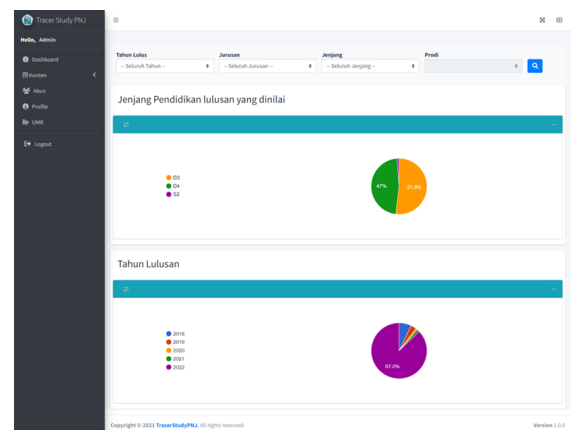 Tracer Study PNJ
Hello, Admin
Dashboard
Konten
Akun
Profile
UMR
Logout
Tahun Lulus
Jurusan
Jenjang
Prodi
-- Seluruh Tahun --
-- Seluruh Jurusan --
-- Seluruh Jenjang --
Jenjang Pendidikan lulusan yang dinilai
D3
D4
S2
47%
51.9%
Tahun Lulusan
2018
2019
2020
2021
2022
87.2%
Copyright © 2021 TracerStudyPNJ. All rights reserved.
Version 1.0.0